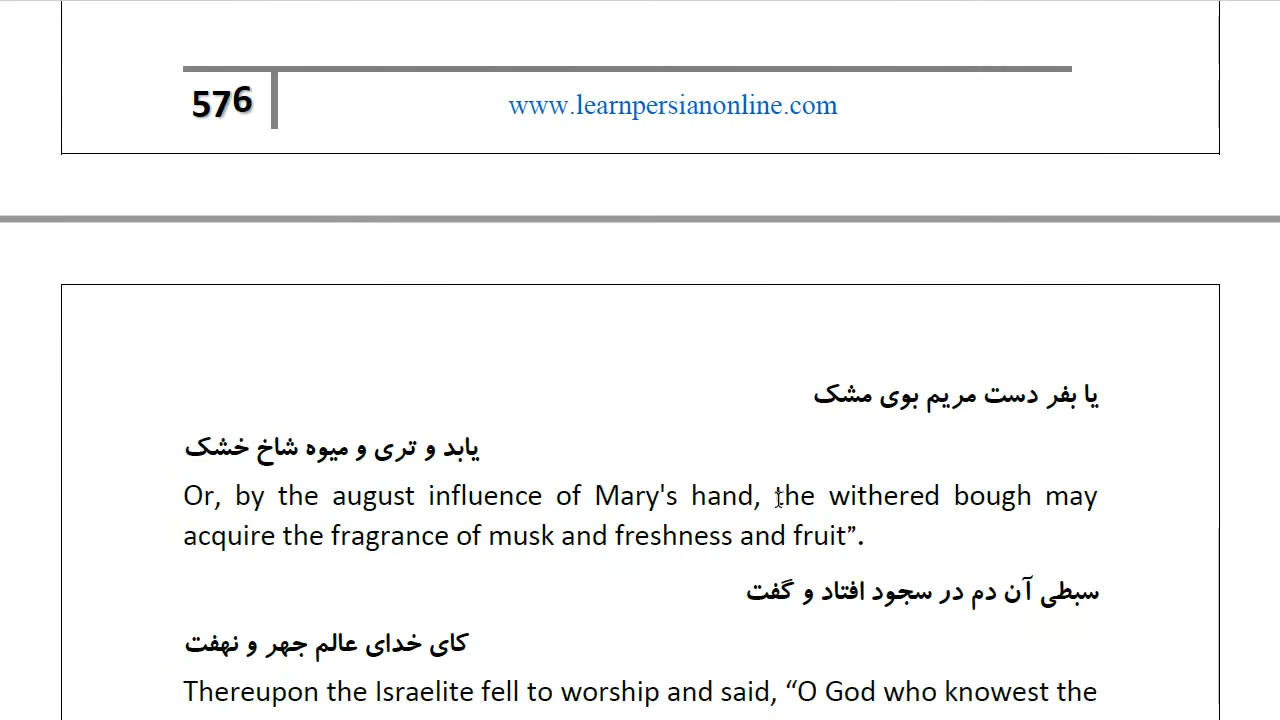 576
www.learnpersianonline.com
یا بفر دست مریم بوی مشک
یابد و تری و میوه شاخ خشک
Or, by the august influence of Mary's hand, the withered bough may
acquire the fragrance of musk and freshness and fruit”.
سبطی آن دم در سجود افتاد و گفت
کای خدای عالم جهر و نهفت
Thereupon the Israelite fell to worship and said, “O God who knowest the